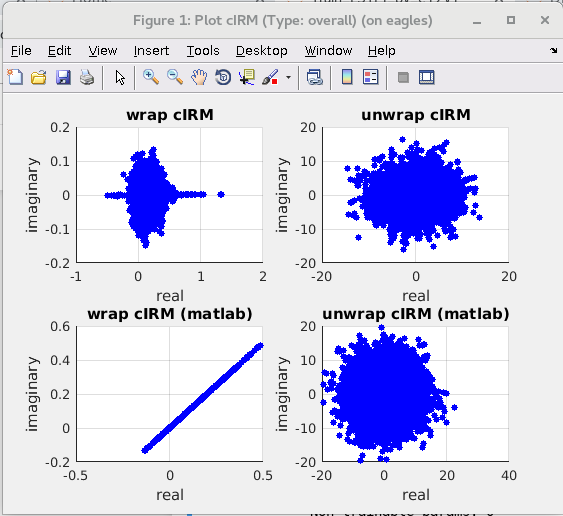 Figure 1: Plot cIRM (Type: overall) (on eagles)
File Edit View Insert Tools Desktop Window Help
wrap cIRM
0.2
0.1
0
-0.1
-0.2
imaginary
-1 0 1 2
real
unwrap cIRM
20
10
0
-10
-20
imaginary
-20 0 20
real
wrap cIRM (matlab)
0.6
0.4
0.2
0
-0.2
imaginary
-0.5 0 0.5
real
unwrap cIRM (matlab)
20
10
0
-10
-20
imaginary
-20 0 20 40
real